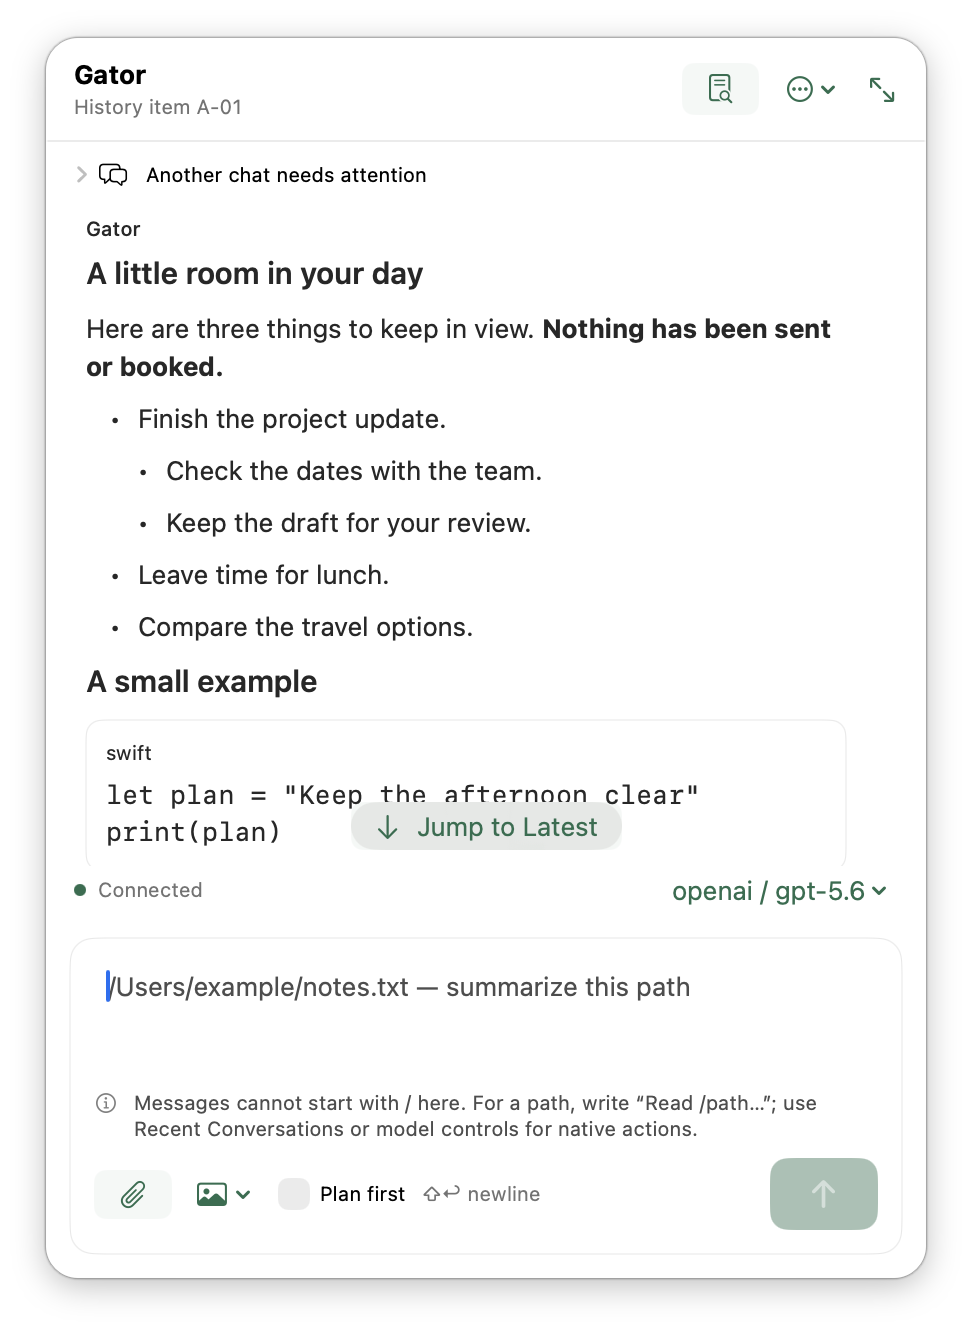 Gator
History item A-01
Another chat needs attention
Gator
A little room in your day
Here are three things to keep in view. Nothing has been sent
or booked.
• Finish the project update.
• Check the dates with the team.
• Keep the draft for your review.
• Leave time for lunch.
• Compare the travel options.
A small example
swift
let plan = "Keep the afternoon clear"
print(plan)
Jump to Latest
Connected
openai / gpt-5.6
/Users/example/notes.txt — summarize this path
Messages cannot start with / here. For a path, write “Read /path…”; use
Recent Conversations or model controls for native actions.
Plan first
newline